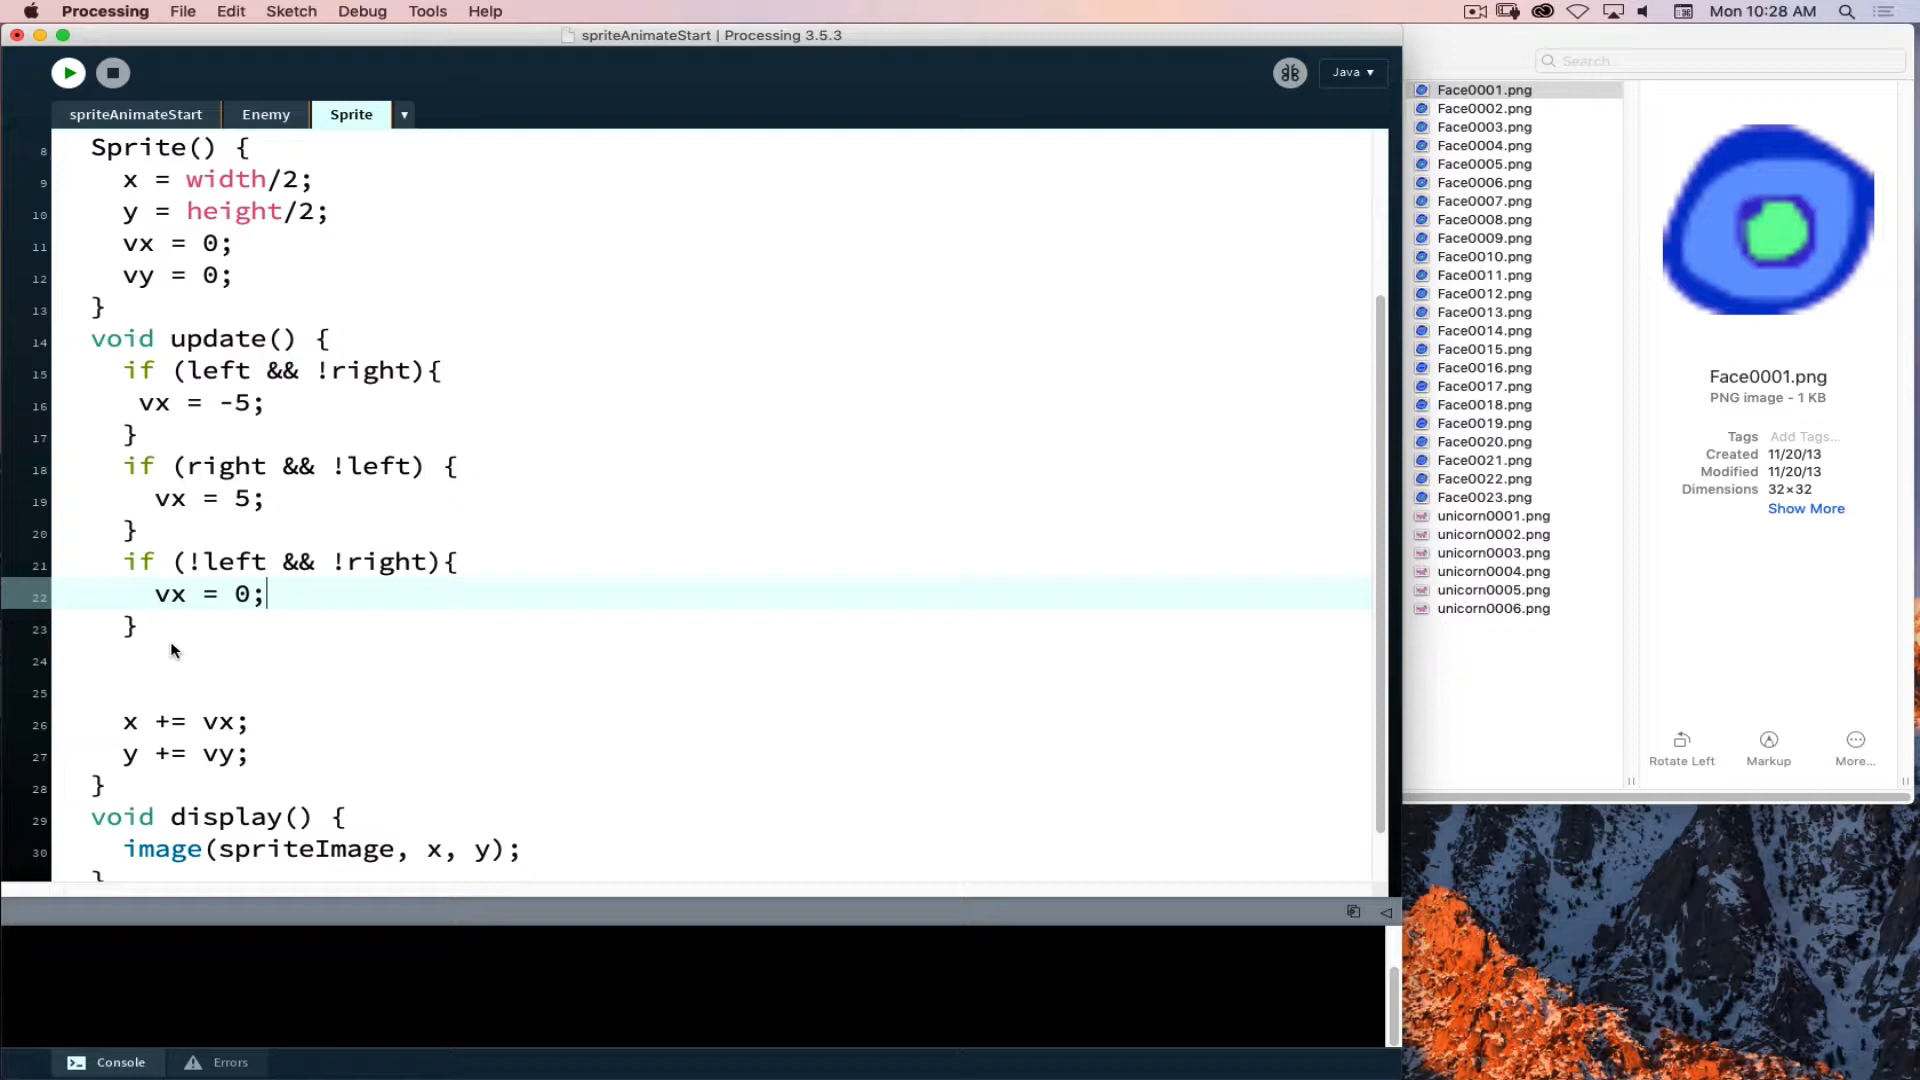 Processing File Edit Sketch Debug Tools Help
Mon 10:28 AM
spriteAnimateStart | Processing 3.5.3
Java ▾
spriteAnimateStart Enemy Sprite ▾
8 Sprite() {
9 x = width/2;
10 y = height/2;
11 vx = 0;
12 vy = 0;
13 }
14 void update() {
15 if (left && !right){
16 vx = -5;
17 }
18 if (right && !left) {
19 vx = 5;
20 }
21 if (!left && !right){
22 vx = 0;
23 }
24
25
26 x += vx;
27 y += vy;
28 }
29 void display() {
30 image(spriteImage, x, y);
}
Console Errors
Search
Face0001.png
Face0002.png
Face0003.png
Face0004.png
Face0005.png
Face0006.png
Face0007.png
Face0008.png
Face0009.png
Face0010.png
Face0011.png
Face0012.png
Face0013.png
Face0014.png
Face0015.png
Face0016.png
Face0017.png
Face0018.png
Face0019.png
Face0020.png
Face0021.png
Face0022.png
Face0023.png
unicorn0001.png
unicorn0002.png
unicorn0003.png
unicorn0004.png
unicorn0005.png
unicorn0006.png
Face0001.png
PNG image - 1 KB
Tags Add Tags...
Created 11/20/13
Modified 11/20/13
Dimensions 32×32
Show More
Rotate Left Markup More...